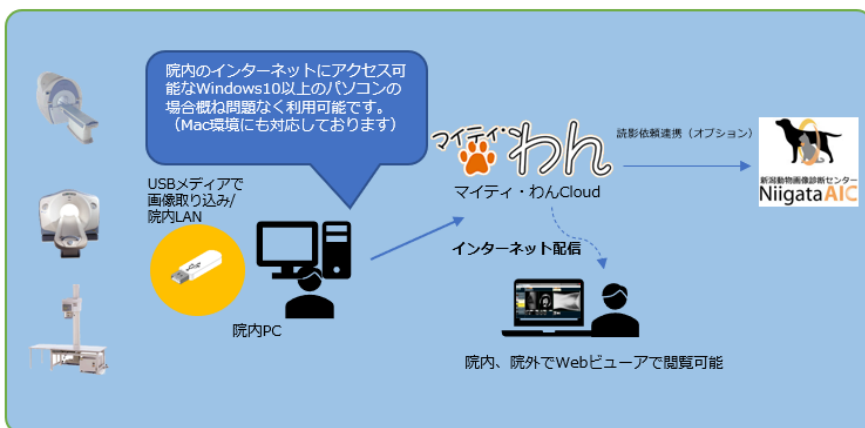 院内のインターネットにアクセス可
能なWindows10以上のパソコンの
場合概ね問題なく利用可能です。
（Mac環境にも対応しております）
USBメディアで
画像取り込み/
院内LAN
院内PC
マイティ・わん
マイティ・わんCloud
インターネット配信
読影依頼連携（オプション）
新潟動物画像診断センター
NiigataAIC
院内、院外でWebビューアで閲覧可能